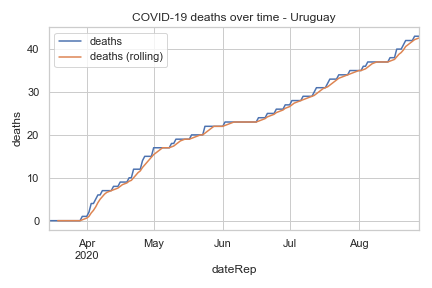 COVID-19 deaths over time - Uruguay
deaths
deaths (rolling)
40
30
20
10
0
deaths
Apr
2020
May
Jun
Jul
Aug
dateRep